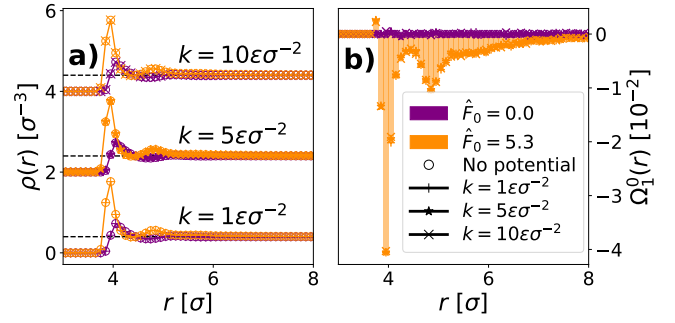 a)
k = 10εσ⁻²
k = 5εσ⁻²
k = 1εσ⁻²
6
4
2
0
ρ(r) [σ⁻³]
4
6
8
r [σ]
b)
F̂₀ = 0.0
F̂₀ = 5.3
No potential
k = 1εσ⁻²
k = 5εσ⁻²
k = 10εσ⁻²
0
−1
−2
−3
−4
Ω₁⁰(r) [10⁻²]
4
6
8
r [σ]